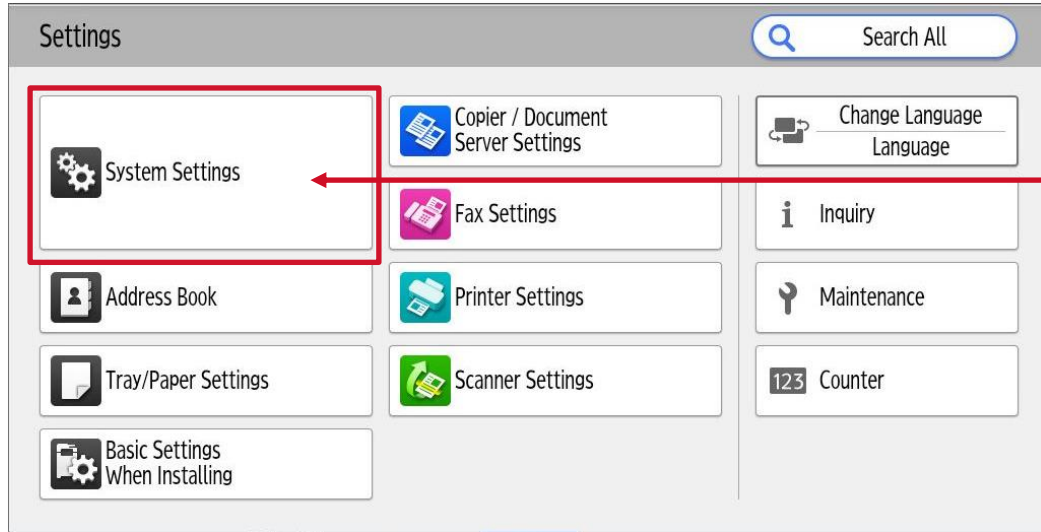 Settings
Search All
System Settings
Copier / Document
Server Settings
Change Language
Language
Fax Settings
i Inquiry
Address Book
Printer Settings
Maintenance
Tray/Paper Settings
Scanner Settings
123 Counter
Basic Settings
When Installing